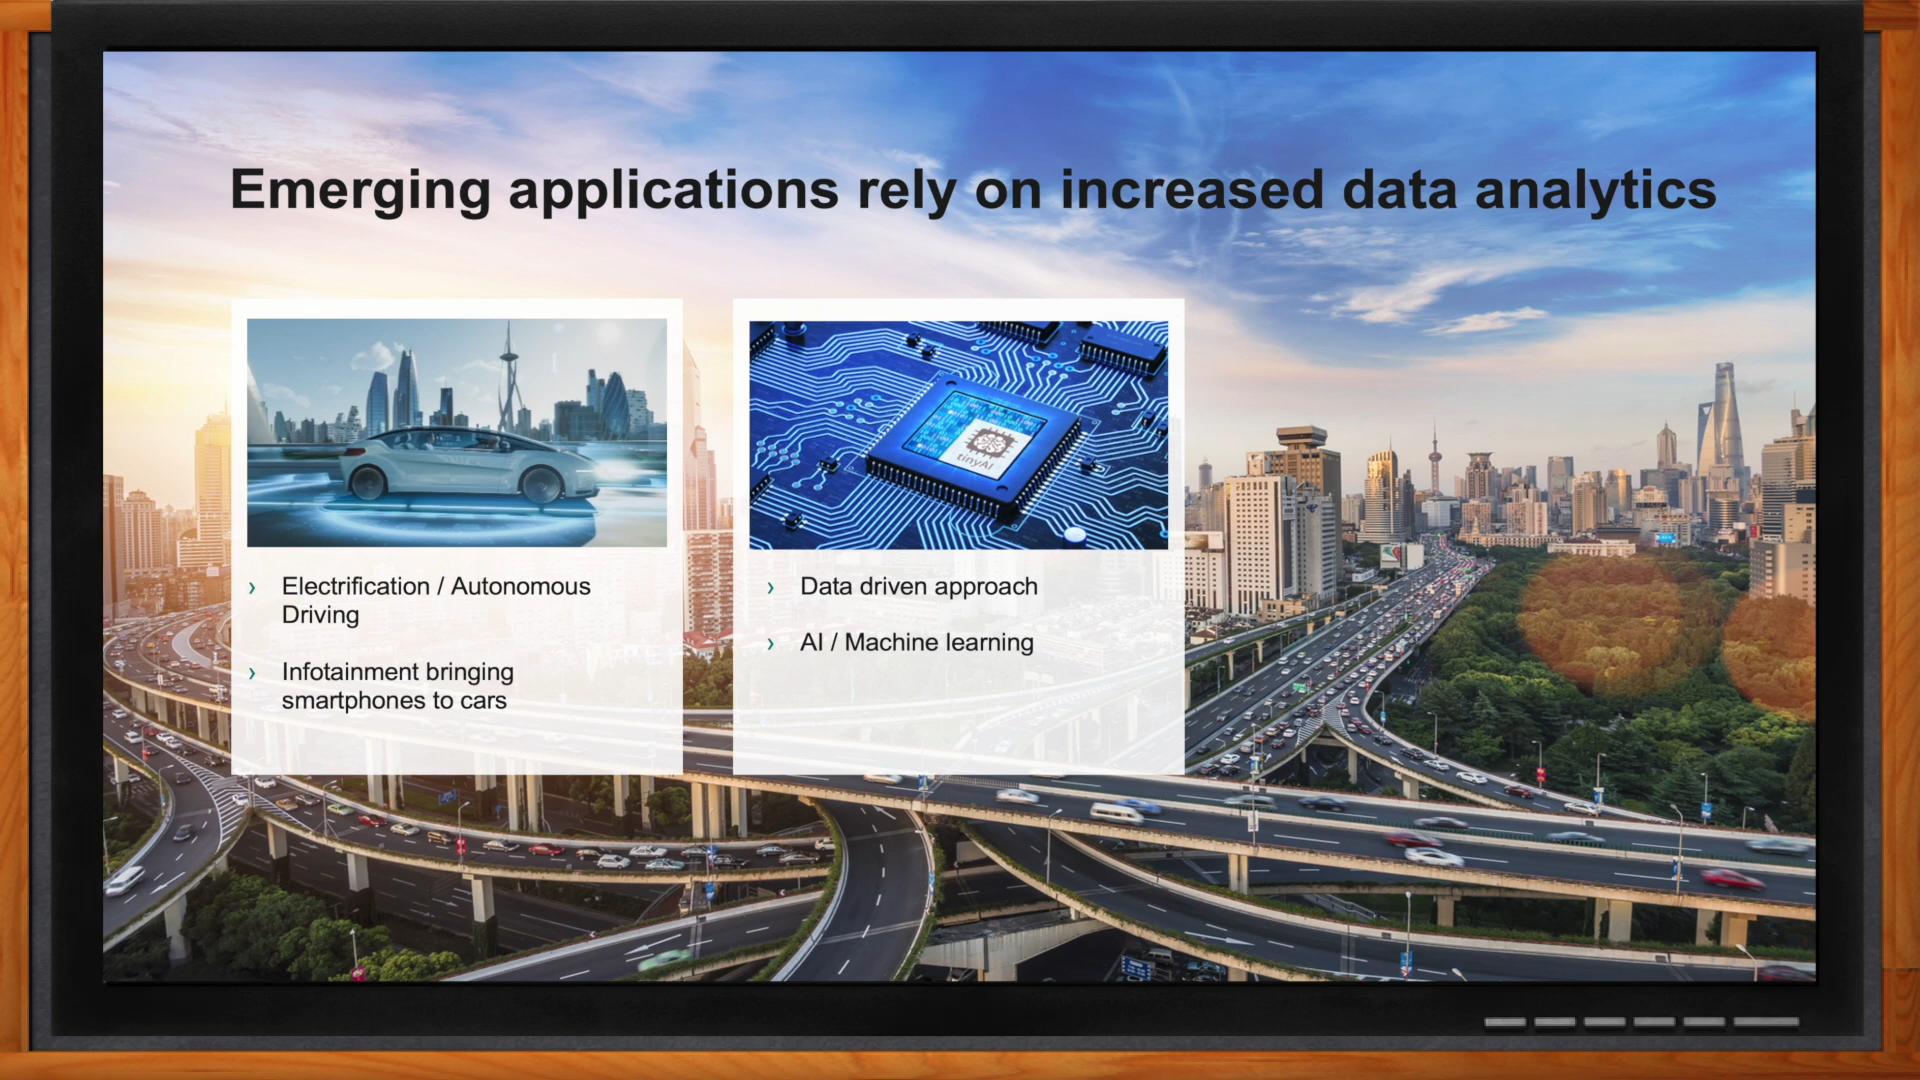 Emerging applications rely on increased data analytics
tinyAI
› Electrification / Autonomous
Driving
› Infotainment bringing
smartphones to cars
› Data driven approach
› AI / Machine learning